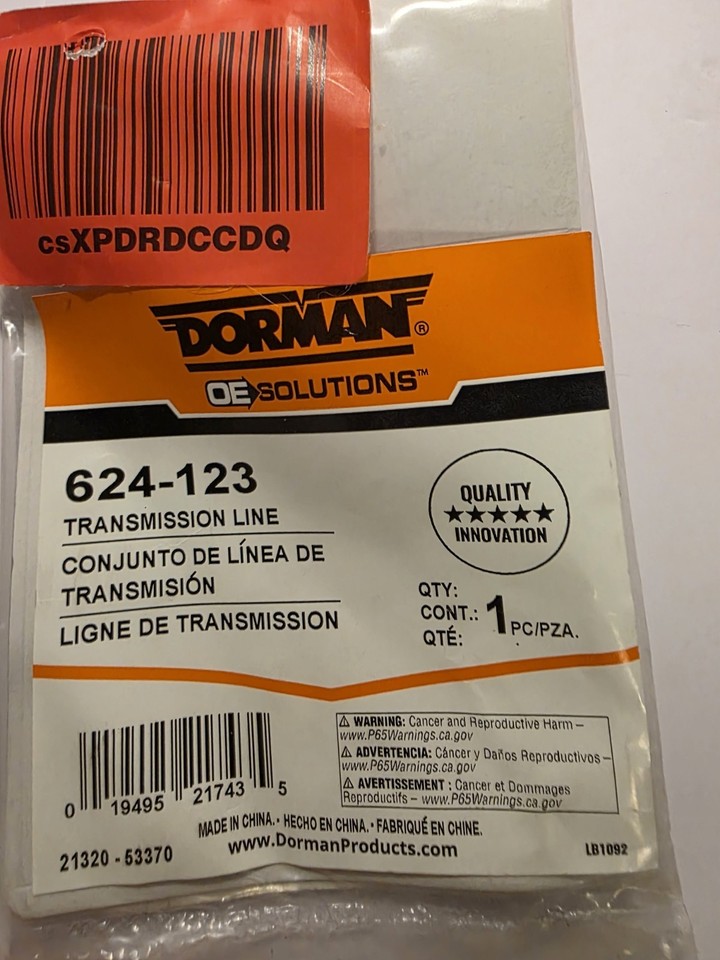 csXPDRDCCDQ
DORMAN®
OE SOLUTIONS™
624-123
TRANSMISSION LINE
CONJUNTO DE LÍNEA DE
TRANSMISIÓN
LIGNE DE TRANSMISSION
QUALITY
★★★★★
INNOVATION
QTY:
CONT.: 1 PC/PZA.
QTÉ:
0 19495 21743 5
⚠ WARNING: Cancer and Reproductive Harm –
www.P65Warnings.ca.gov
⚠ ADVERTENCIA: Cáncer y Daños Reproductivos –
www.P65Warnings.ca.gov
⚠ AVERTISSEMENT : Cancer et Dommages
Reproductifs – www.P65Warnings.ca.gov
MADE IN CHINA. • HECHO EN CHINA. • FABRIQUÉ EN CHINE.
21320 - 53370
www.DormanProducts.com
LB1092